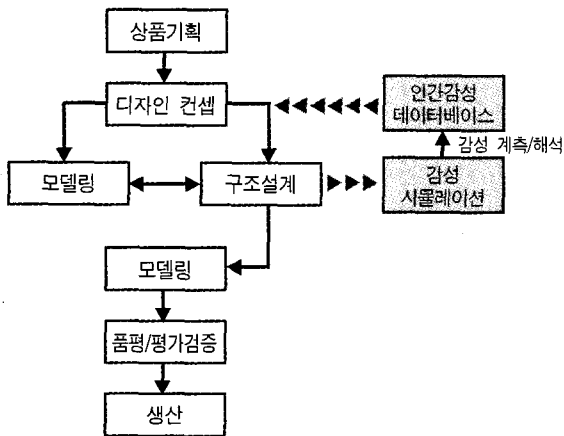 상품기획
디자인 컨셉
인간감성
데이터베이스
감성 계측/해석
모델링
구조설계
감성
시뮬레이션
모델링
품평/평가검증
생산